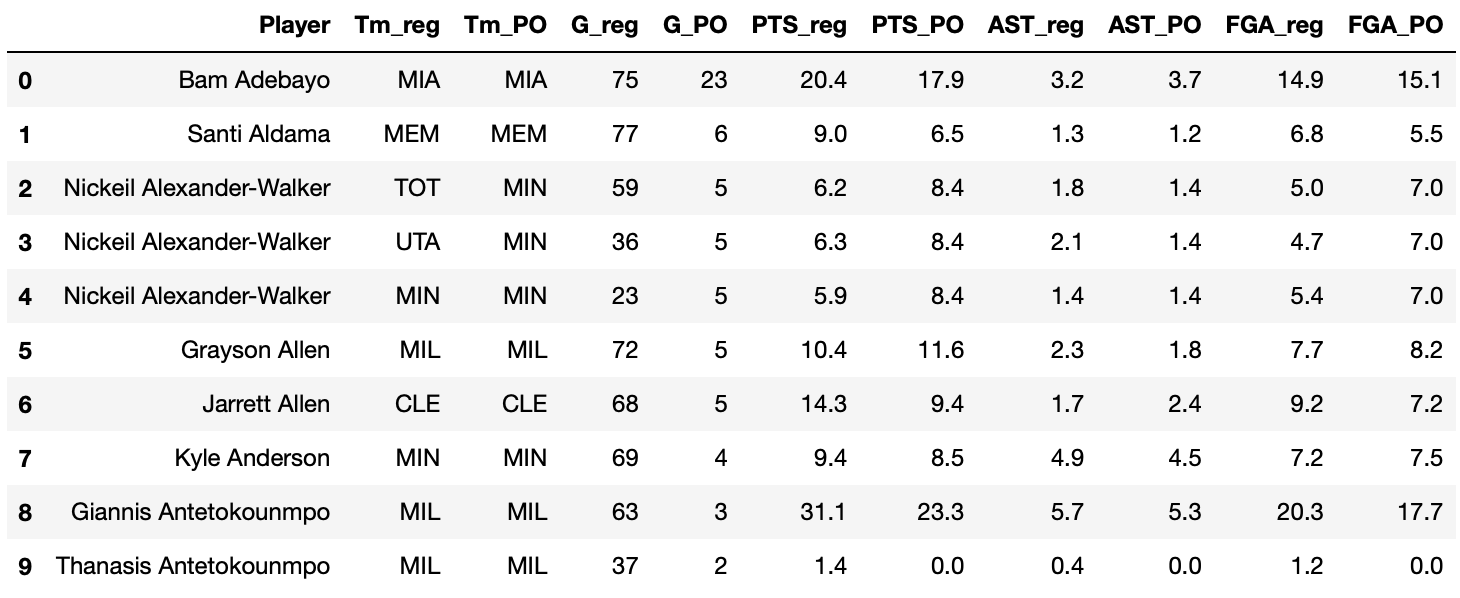 Player Tm_reg Tm_PO G_reg G_PO PTS_reg PTS_PO AST_reg AST_PO FGA_reg FGA_PO
0 Bam Adebayo MIA MIA 75 23 20.4 17.9 3.2 3.7 14.9 15.1
1 Santi Aldama MEM MEM 77 6 9.0 6.5 1.3 1.2 6.8 5.5
2 Nickeil Alexander-Walker TOT MIN 59 5 6.2 8.4 1.8 1.4 5.0 7.0
3 Nickeil Alexander-Walker UTA MIN 36 5 6.3 8.4 2.1 1.4 4.7 7.0
4 Nickeil Alexander-Walker MIN MIN 23 5 5.9 8.4 1.4 1.4 5.4 7.0
5 Grayson Allen MIL MIL 72 5 10.4 11.6 2.3 1.8 7.7 8.2
6 Jarrett Allen CLE CLE 68 5 14.3 9.4 1.7 2.4 9.2 7.2
7 Kyle Anderson MIN MIN 69 4 9.4 8.5 4.9 4.5 7.2 7.5
8 Giannis Antetokounmpo MIL MIL 63 3 31.1 23.3 5.7 5.3 20.3 17.7
9 Thanasis Antetokounmpo MIL MIL 37 2 1.4 0.0 0.4 0.0 1.2 0.0